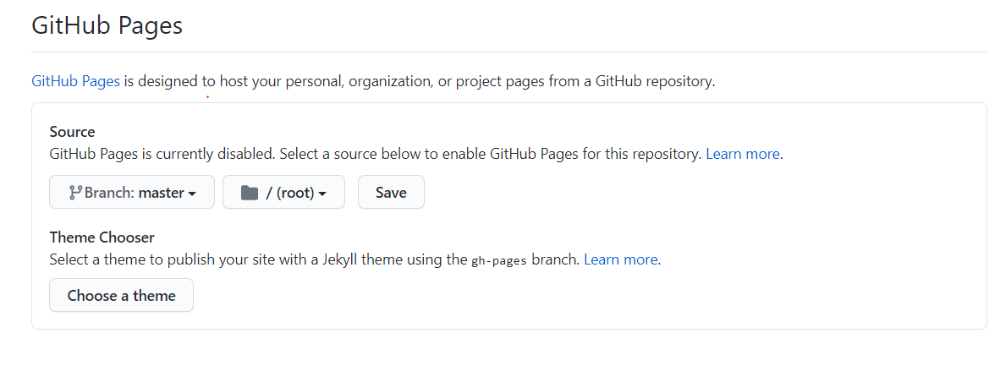 GitHub Pages
GitHub Pages is designed to host your personal, organization, or project pages from a GitHub repository.
Source
GitHub Pages is currently disabled. Select a source below to enable GitHub Pages for this repository. Learn more.
Branch: master / (root) Save
Theme Chooser
Select a theme to publish your site with a Jekyll theme using the gh-pages branch. Learn more.
Choose a theme